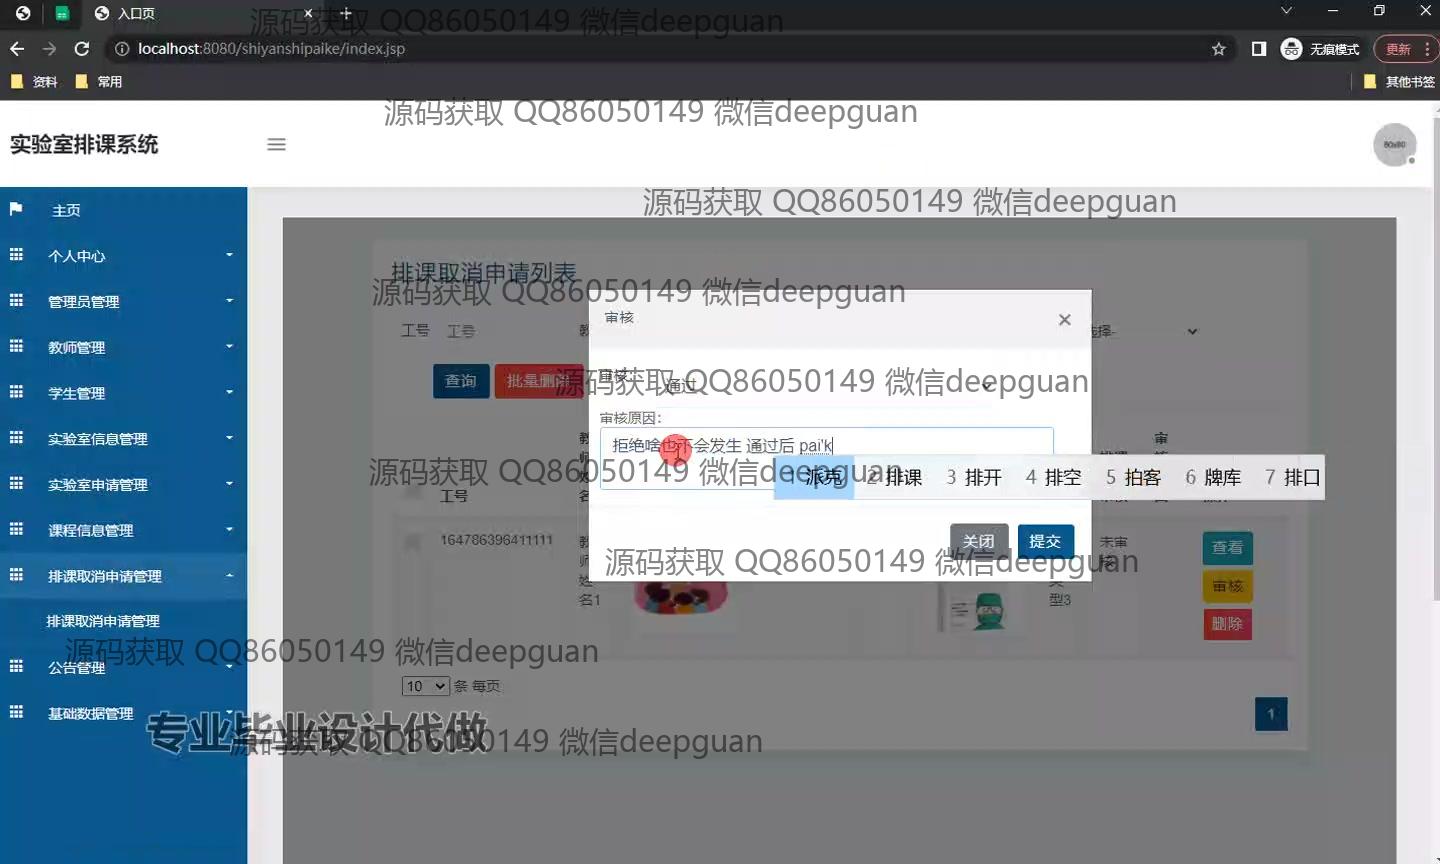 入口页
源码获取 QQ86050149 微信deepguan
localhost:8080/shiyanshipaike/index.jsp
无痕模式
更新
资料
常用
其他书签
源码获取 QQ86050149 微信deepguan
实验室排课系统
主页
源码获取 QQ86050149 微信deepguan
个人中心
排课取消申请列表
源码获取 QQ86050149 微信deepguan
管理员管理
审核
×
工号 工号
教师管理
查询
批量删除
审核:
通过
源码获取 QQ86050149 微信deepguan
学生管理
审核原因:
实验室信息管理
拒绝啥也不会发生 通过后 pai'k
源码获取 QQ86050149 微信deepguan
1 派克 2 排课 3 排开 4 排空 5 拍客 6 牌库 7 排口
实验室申请管理
工号
课程信息管理
164786396411111
教师姓名1
关闭
提交
未审核
查看
源码获取 QQ86050149 微信deepguan
排课取消申请管理
审核
型3
删除
排课取消申请管理
源码获取 QQ86050149 微信deepguan
公告管理
10 条 每页
基础数据管理
1
专业毕业设计代做
源码获取 QQ86050149 微信deepguan